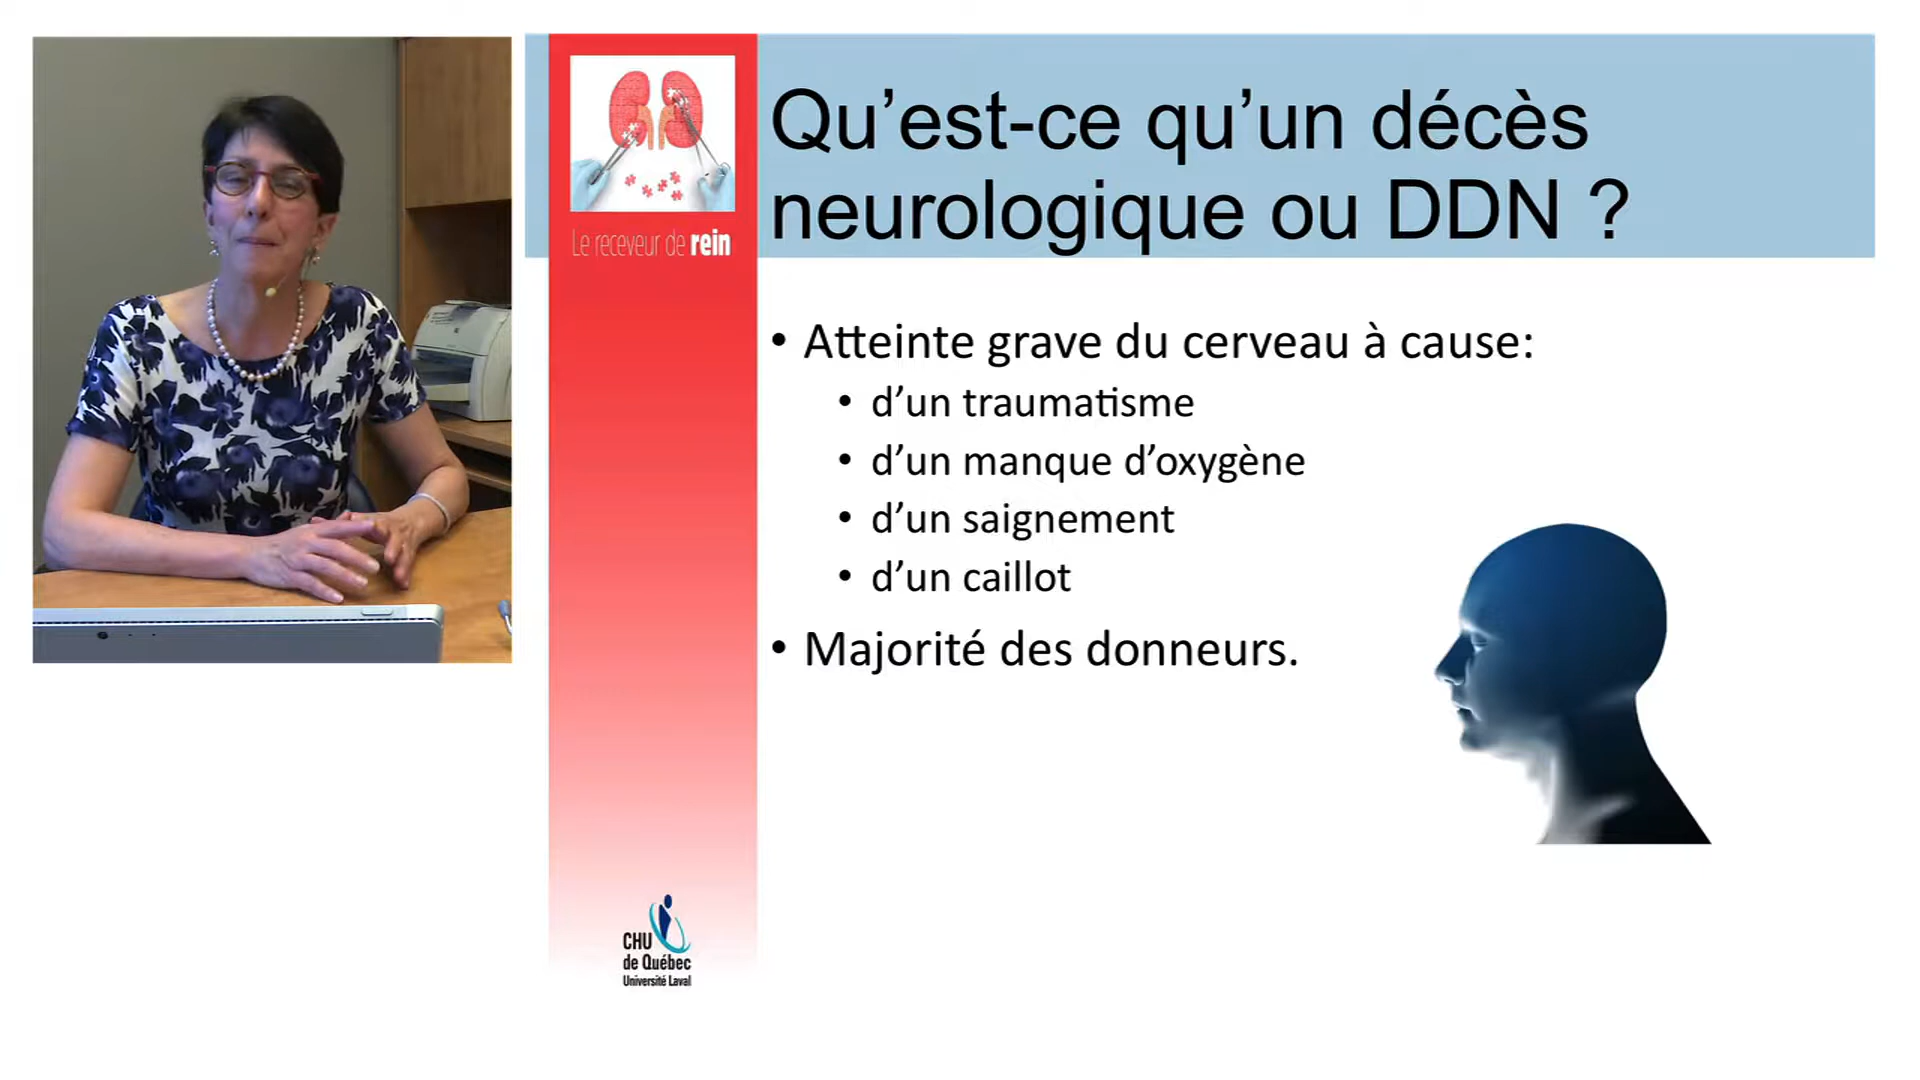 Qu’est-ce qu’un décès
neurologique ou DDN ?
Le receveur de rein
• Atteinte grave du cerveau à cause:
• d’un traumatisme
• d’un manque d’oxygène
• d’un saignement
• d’un caillot
• Majorité des donneurs.
CHU
de Québec
Université Laval